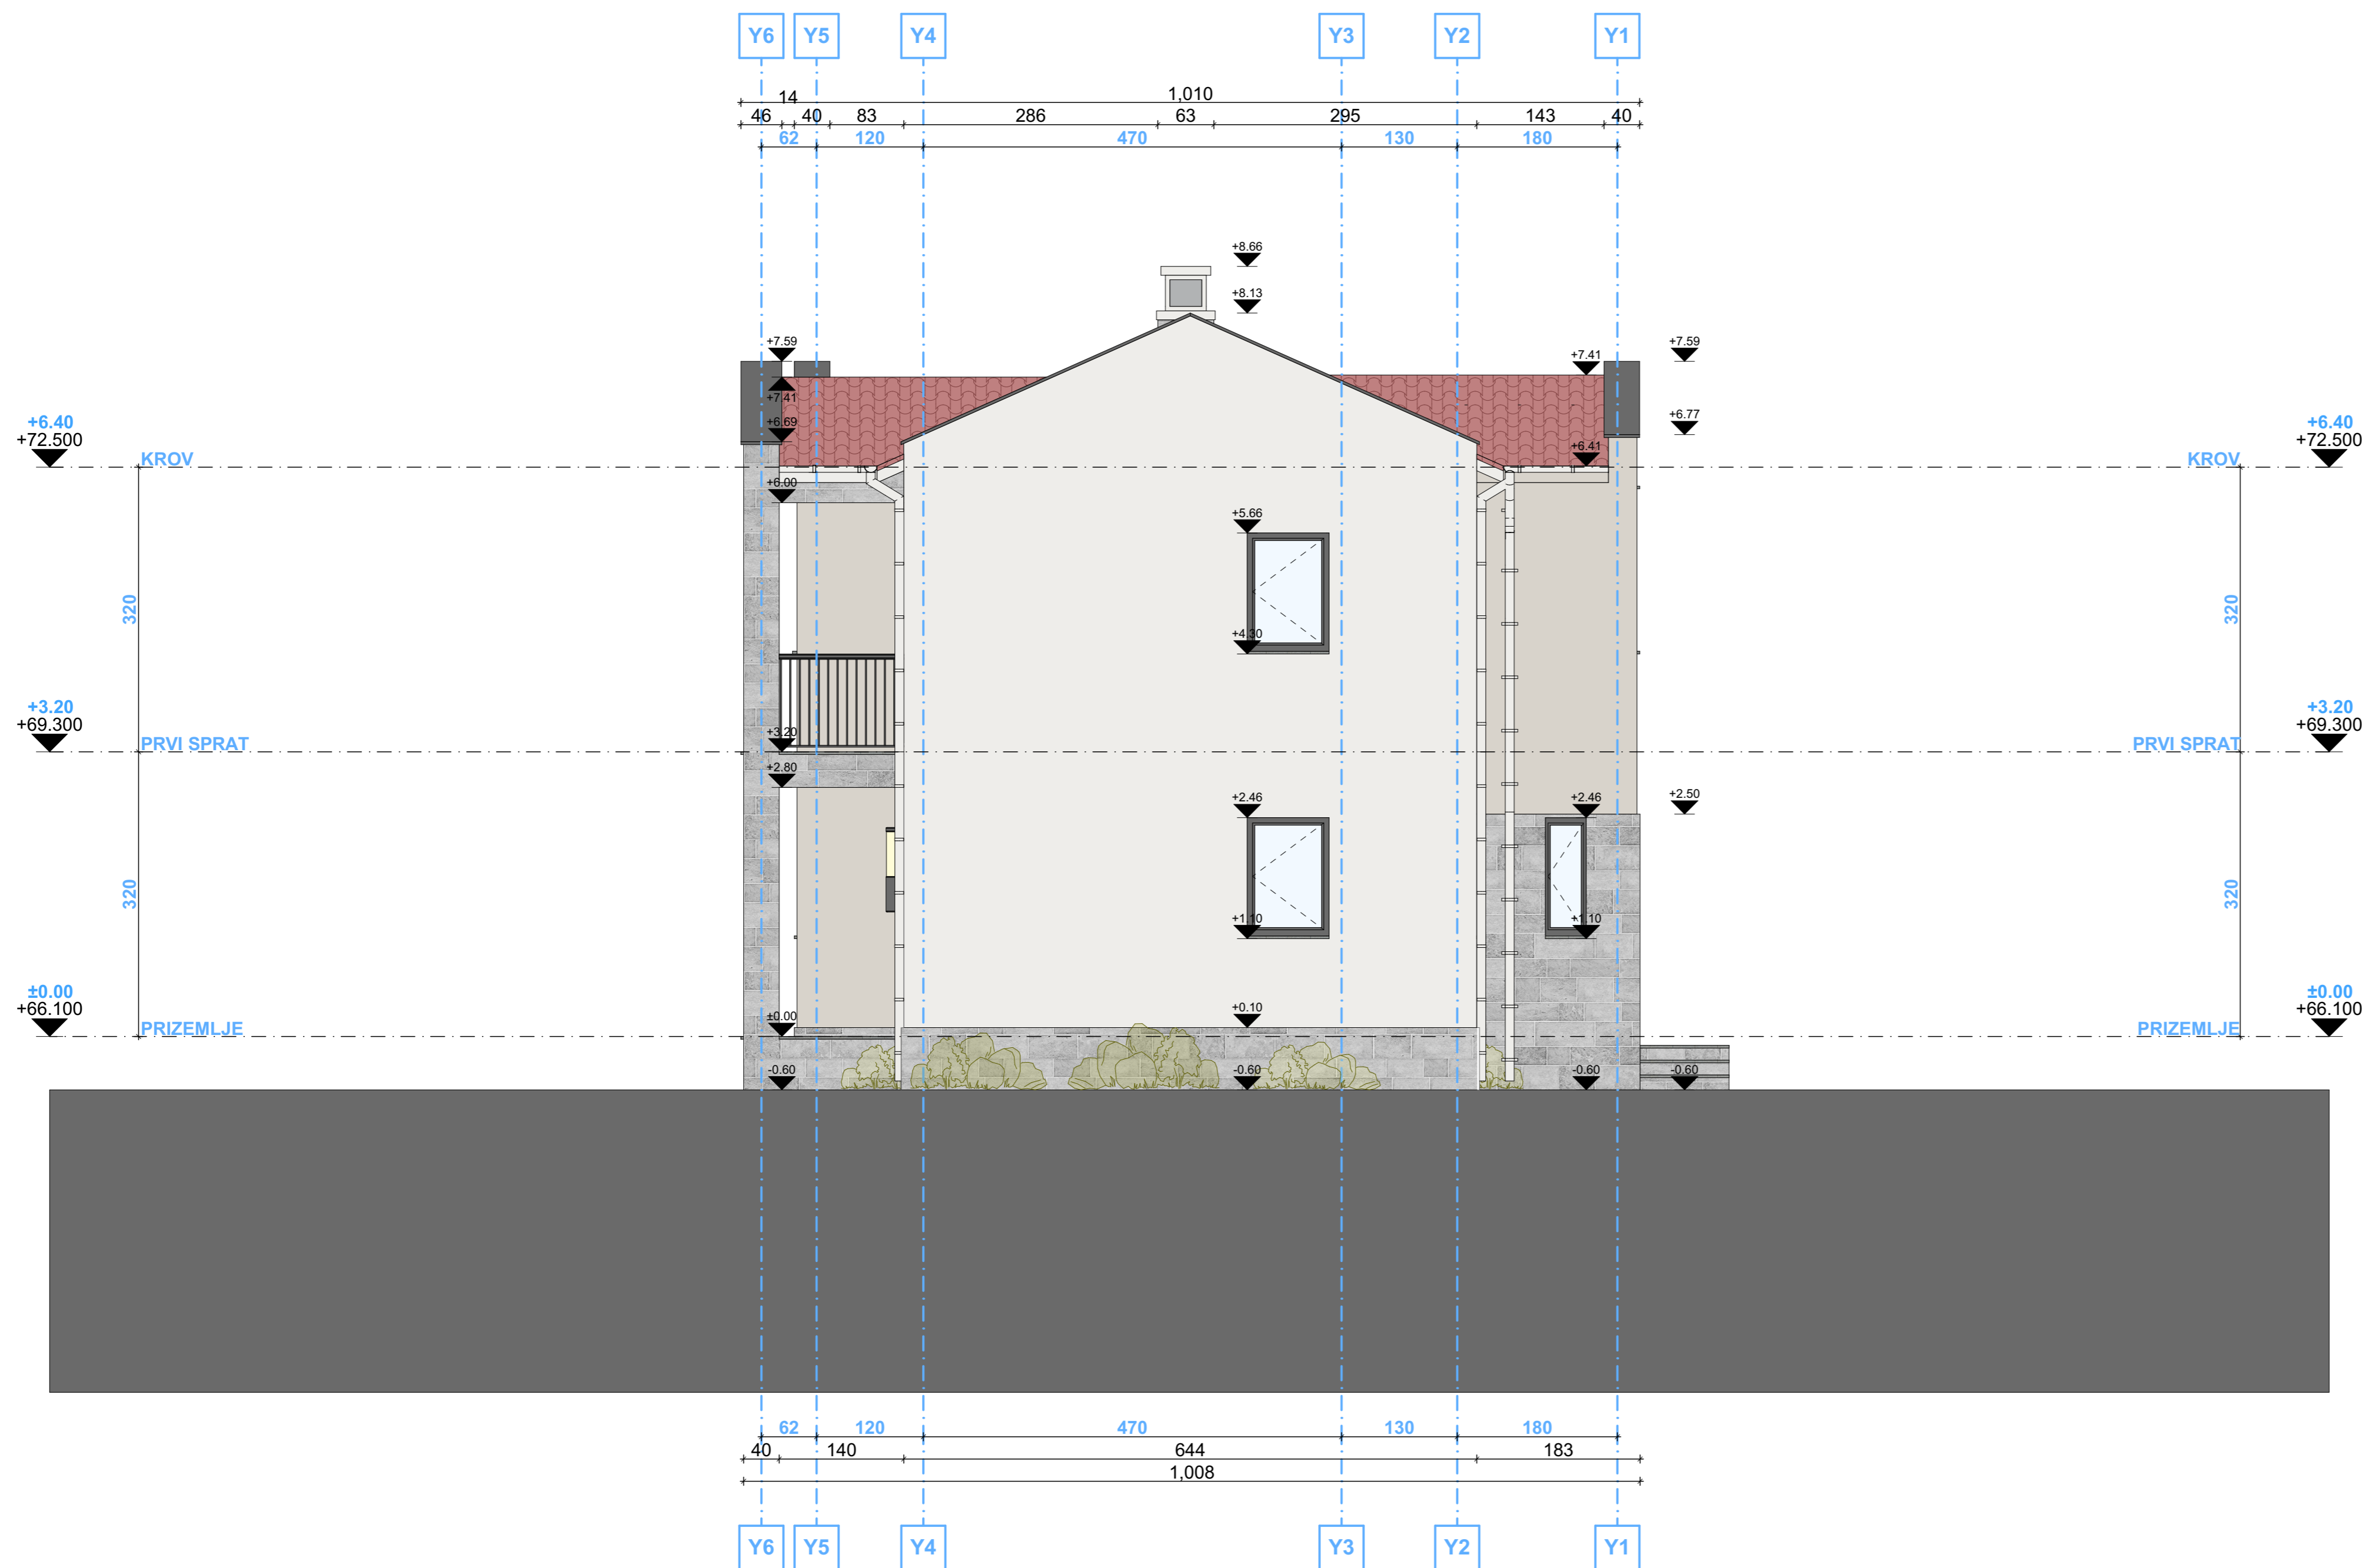 Y6 Y5 Y4 Y3 Y2 Y1
14 1,010
46 40 83 286 63 295 143 40
62 120 470 130 180
+8.66
+8.13
+7.59 +7.41 +7.59
+7.41
+6.69 +6.77
+6.40 +6.40
+72.500 +72.500
KROV +6.41 KROV
+6.00
+5.66
320 320
+4.30
+3.20 +3.20
+69.300 +69.300
PRVI SPRAT +3.20 PRVI SPRAT
+2.80
+2.46 +2.46 +2.50
320 320
+1.10 +1.10
±0.00 ±0.00
+66.100 +66.100
±0.00 +0.10
PRIZEMLJE PRIZEMLJE
-0.60 -0.60 -0.60 -0.60
62 120 470 130 180
40 140 644 183
1,008
Y6 Y5 Y4 Y3 Y2 Y1